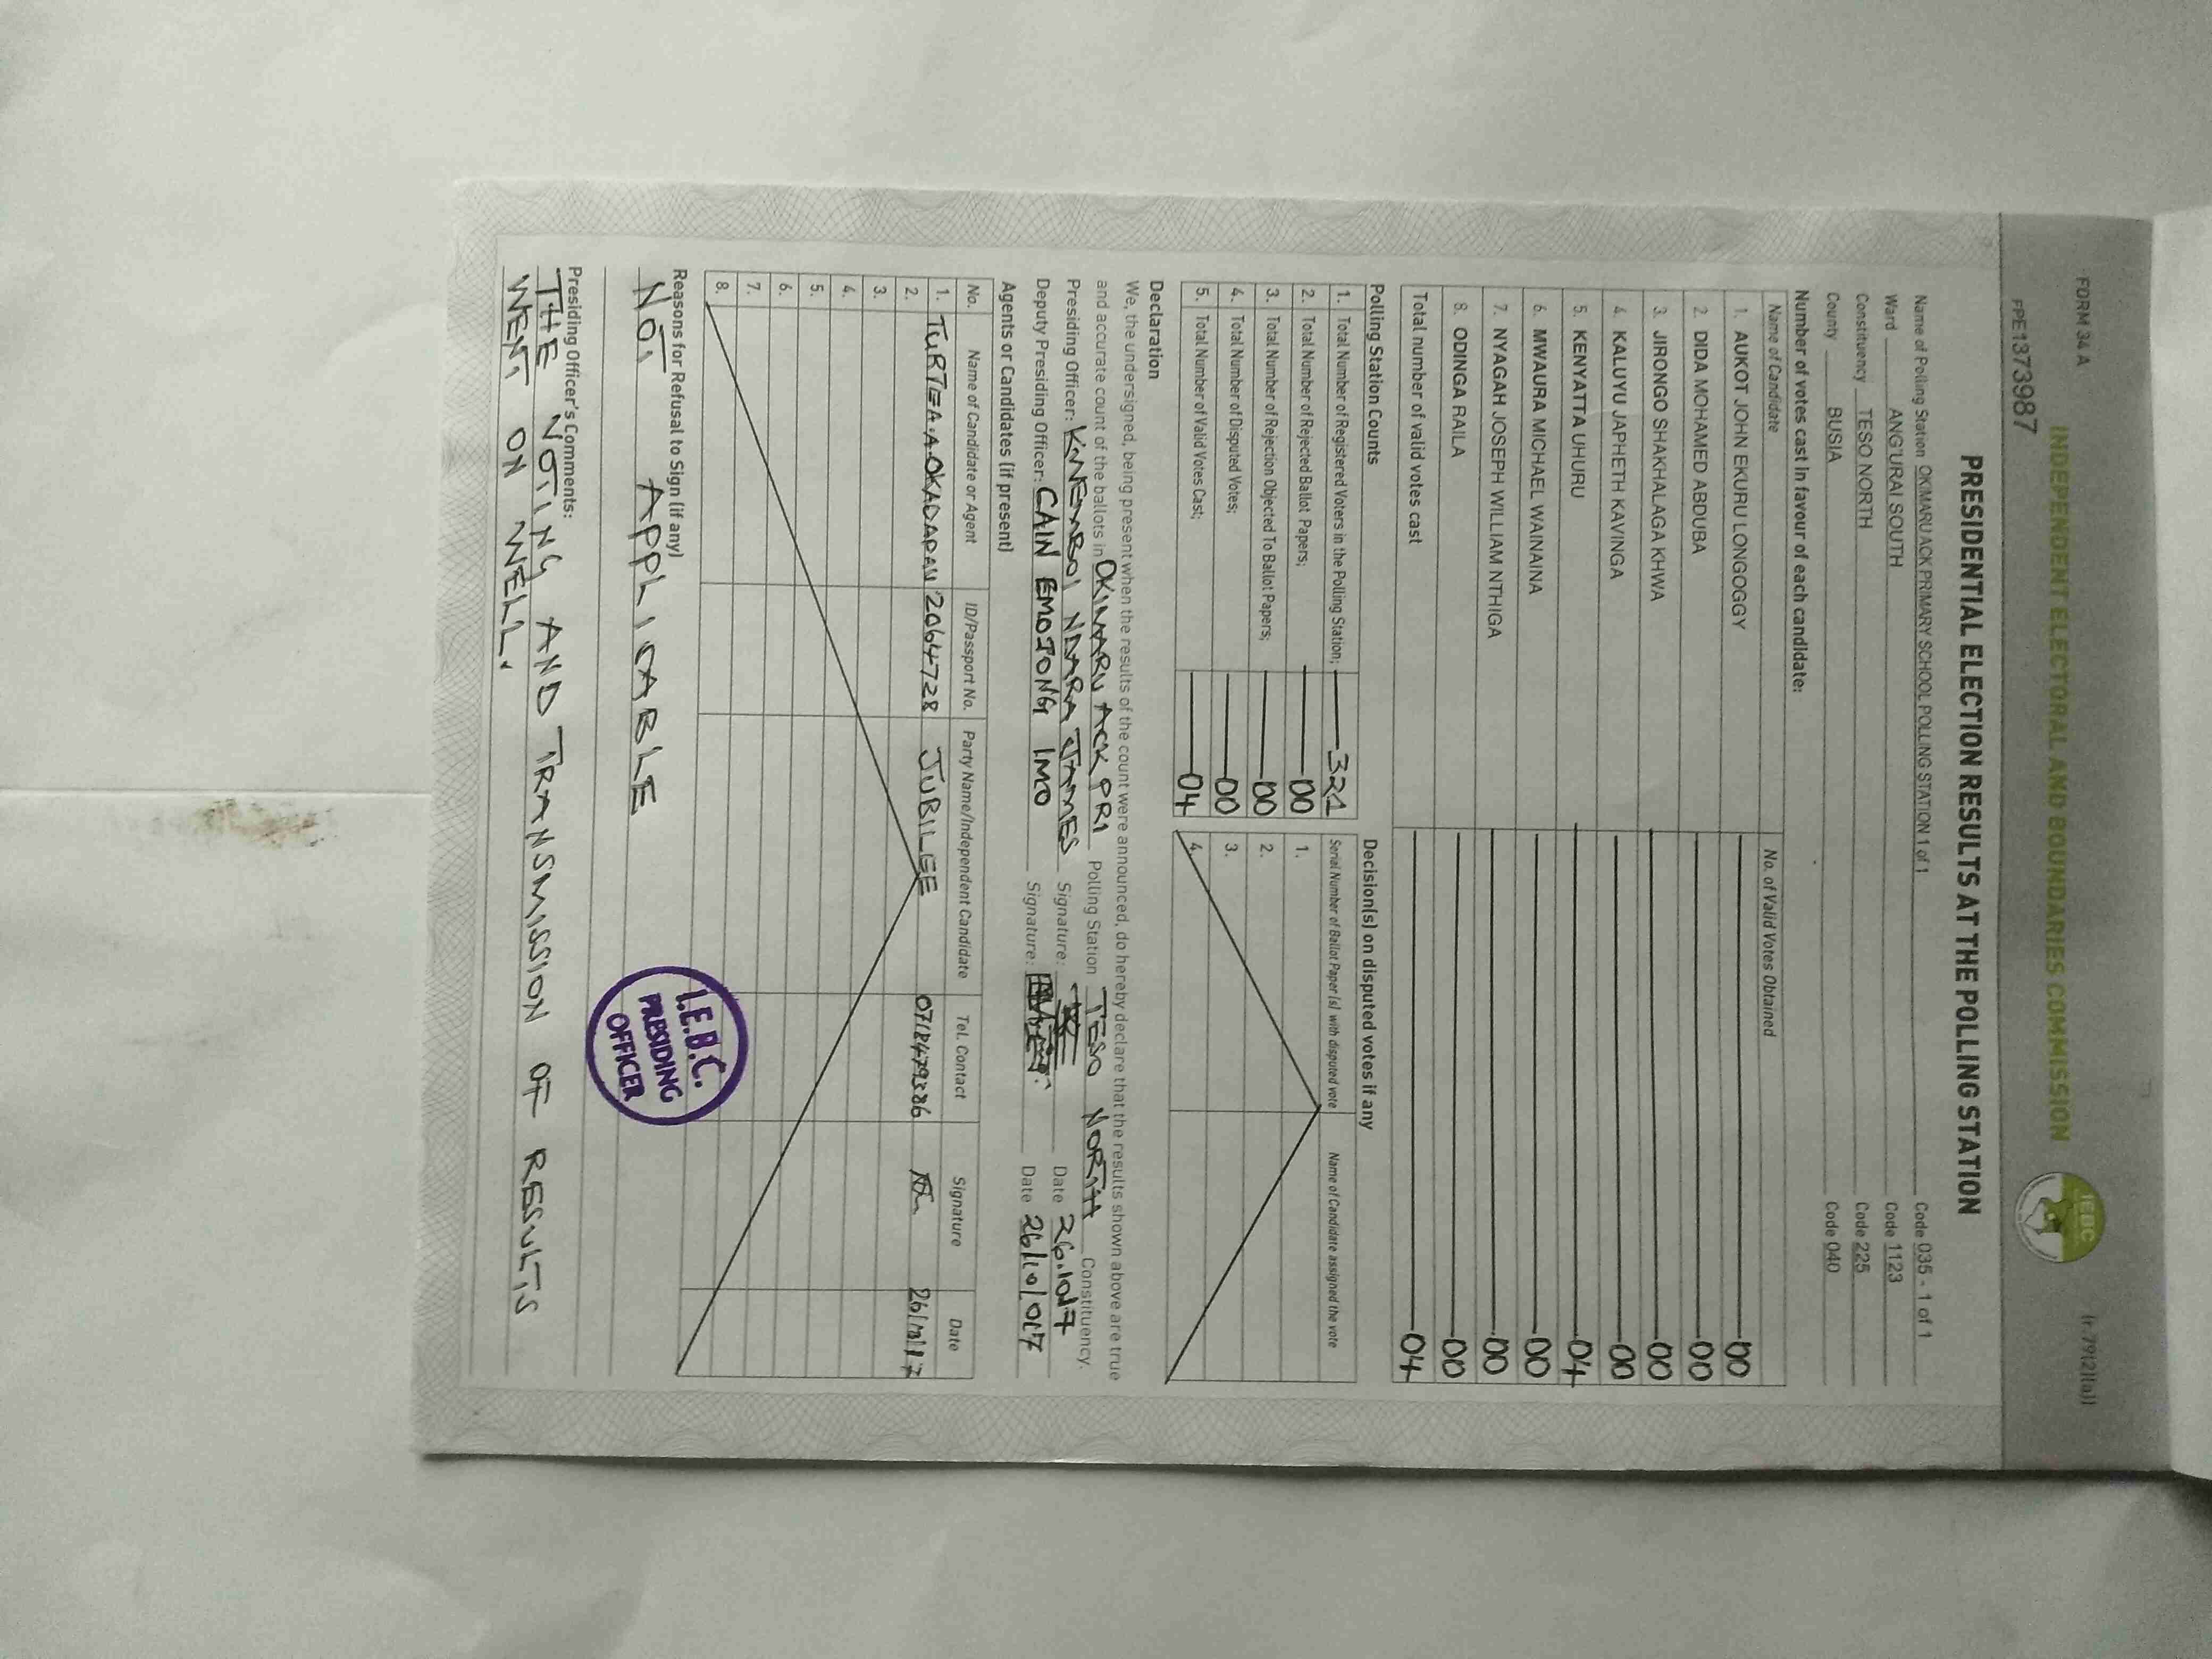 FORM 34 A
(r.79(2)(a))
INDEPENDENT ELECTORAL AND BOUNDARIES COMMISSION
IEBC
PPE1373987
PRESIDENTIAL ELECTION RESULTS AT THE POLLING STATION
Name of Polling Station OKIMARU ACK PRIMARY SCHOOL POLLING STATION 1 of 1 Code 035 - 1 of 1
Ward ANG'URAI SOUTH Code 1123
Constituency TESO NORTH Code 225
County BUSIA Code 040
Number of votes cast in favour of each candidate:
Name of Candidate No. of Valid Votes Obtained
1. AUKOT JOHN EKURU LONGOGGY 00
2. DIDA MOHAMED ABDUBA 00
3. JIRONGO SHAKHALAGA KHWA 00
4. KALUYU JAPHETH KAVINGA 00
5. KENYATTA UHURU 04
6. MWAURA MICHAEL WAINAINA 00
7. NYAGAH JOSEPH WILLIAM NTHIGA 00
8. ODINGA RAILA 00
Total number of valid votes cast 04
Polling Station Counts
1. Total Number of Registered Voters in the Polling Station; 321
2. Total Number of Rejected Ballot Papers; 00
3. Total Number of Rejection Objected To Ballot Papers; 00
4. Total Number of Disputed Votes; 00
5. Total Number of Valid Votes Cast; 04
Decision(s) on disputed votes if any
Serial Number of Ballot Paper (s) with disputed vote Name of Candidate assigned the vote
1.
2.
3.
4.
Declaration
We, the undersigned, being present when the results of the count were announced, do hereby declare that the results shown above are true
and accurate count of the ballots in OKIMARU ACK PRI Polling Station TESO NORTH Constituency.
Presiding Officer: NDARA JAMES Signature: Date 26.10.17
Deputy Presiding Officer: CAIN EMOJONG IMO Signature: Date 26/10/017
Agents or Candidates (if present)
No. Name of Candidate or Agent ID/Passport No. Party Name/Independent Candidate Tel. Contact Signature Date
1. OKADAPAU 2064728 JUBILEE 0718479386 26/10/17
2.
3.
4.
5.
6.
7.
8.
Reasons for Refusal to Sign (if any)
NOT APPLICABLE
I.E.B.C.
PRESIDING
OFFICER
Presiding Officer's Comments:
THE VOTING AND TRANSMISSION OF RESULTS
WENT ON WELL.